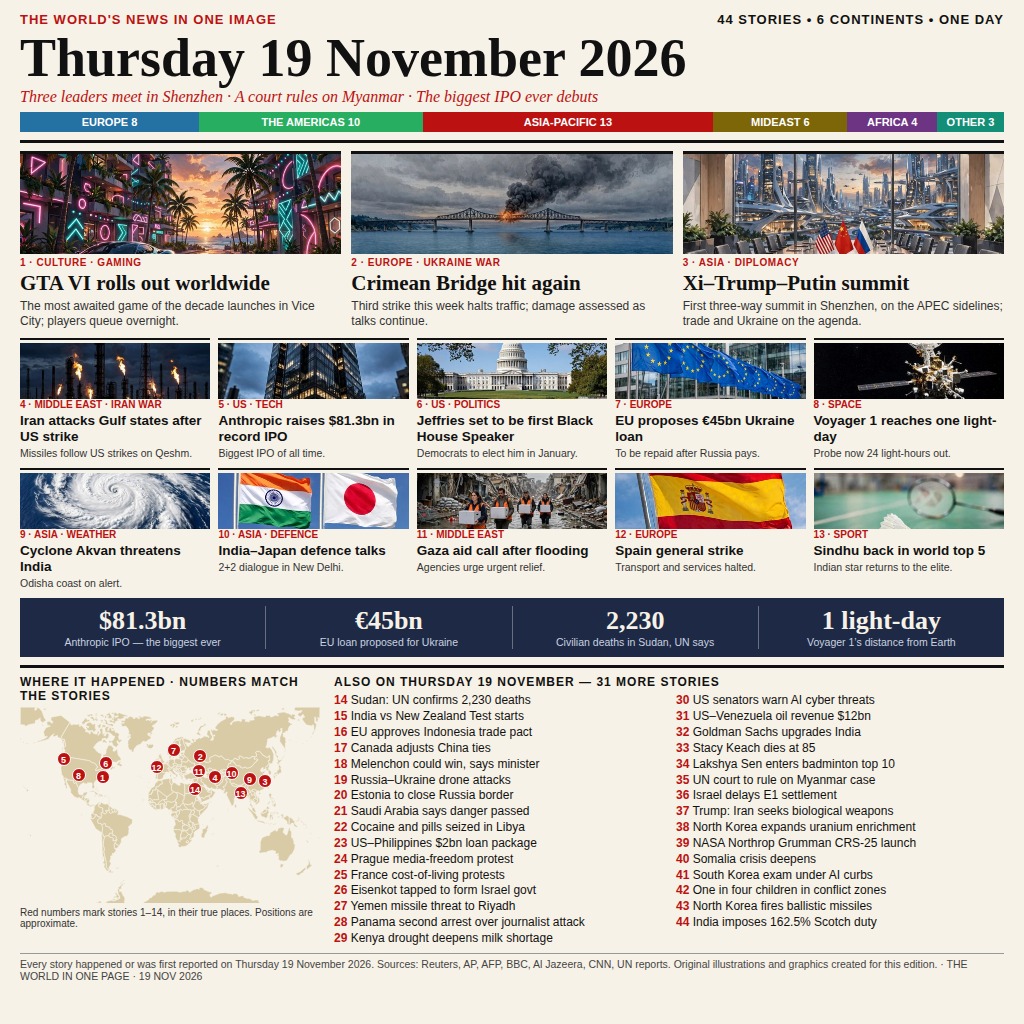 THE WORLD'S NEWS IN ONE IMAGE
44 STORIES • 6 CONTINENTS • ONE DAY
Thursday 19 November 2026
Three leaders meet in Shenzhen · A court rules on Myanmar · The biggest IPO ever debuts
EUROPE 8
THE AMERICAS 10
ASIA-PACIFIC 13
MIDEAST 6
AFRICA 4
OTHER 3
1 · CULTURE · GAMING
GTA VI rolls out worldwide
The most awaited game of the decade launches in Vice
City; players queue overnight.
2 · EUROPE · UKRAINE WAR
Crimean Bridge hit again
Third strike this week halts traffic; damage assessed as
talks continue.
3 · ASIA · DIPLOMACY
Xi–Trump–Putin summit
First three-way summit in Shenzhen, on the APEC sidelines;
trade and Ukraine on the agenda.
4 · MIDDLE EAST · IRAN WAR
Iran attacks Gulf states after
US strike
Missiles follow US strikes on Qeshm.
5 · US · TECH
Anthropic raises $81.3bn in
record IPO
Biggest IPO of all time.
6 · US · POLITICS
Jeffries set to be first Black
House Speaker
Democrats to elect him in January.
7 · EUROPE
EU proposes €45bn Ukraine
loan
To be repaid after Russia pays.
8 · SPACE
Voyager 1 reaches one light-
day
Probe now 24 light-hours out.
9 · ASIA · WEATHER
Cyclone Akvan threatens
India
Odisha coast on alert.
10 · ASIA · DEFENCE
India–Japan defence talks
2+2 dialogue in New Delhi.
11 · MIDDLE EAST
Gaza aid call after flooding
Agencies urge urgent relief.
12 · EUROPE
Spain general strike
Transport and services halted.
13 · SPORT
Sindhu back in world top 5
Indian star returns to the elite.
$81.3bn
Anthropic IPO — the biggest ever
€45bn
EU loan proposed for Ukraine
2,230
Civilian deaths in Sudan, UN says
1 light-day
Voyager 1's distance from Earth
WHERE IT HAPPENED · NUMBERS MATCH
THE STORIES
7
2
5
6
12
11
10
8
1
4
9
3
14
13
Red numbers mark stories 1–14, in their true places. Positions are
approximate.
ALSO ON THURSDAY 19 NOVEMBER — 31 MORE STORIES
14 Sudan: UN confirms 2,230 deaths
15 India vs New Zealand Test starts
16 EU approves Indonesia trade pact
17 Canada adjusts China ties
18 Melenchon could win, says minister
19 Russia–Ukraine drone attacks
20 Estonia to close Russia border
21 Saudi Arabia says danger passed
22 Cocaine and pills seized in Libya
23 US–Philippines $2bn loan package
24 Prague media-freedom protest
25 France cost-of-living protests
26 Eisenkot tapped to form Israel govt
27 Yemen missile threat to Riyadh
28 Panama second arrest over journalist attack
29 Kenya drought deepens milk shortage
30 US senators warn AI cyber threats
31 US–Venezuela oil revenue $12bn
32 Goldman Sachs upgrades India
33 Stacy Keach dies at 85
34 Lakshya Sen enters badminton top 10
35 UN court to rule on Myanmar case
36 Israel delays E1 settlement
37 Trump: Iran seeks biological weapons
38 North Korea expands uranium enrichment
39 NASA Northrop Grumman CRS-25 launch
40 Somalia crisis deepens
41 South Korea exam under AI curbs
42 One in four children in conflict zones
43 North Korea fires ballistic missiles
44 India imposes 162.5% Scotch duty
Every story happened or was first reported on Thursday 19 November 2026. Sources: Reuters, AP, AFP, BBC, Al Jazeera, CNN, UN reports. Original illustrations and graphics created for this edition. · THE
WORLD IN ONE PAGE · 19 NOV 2026